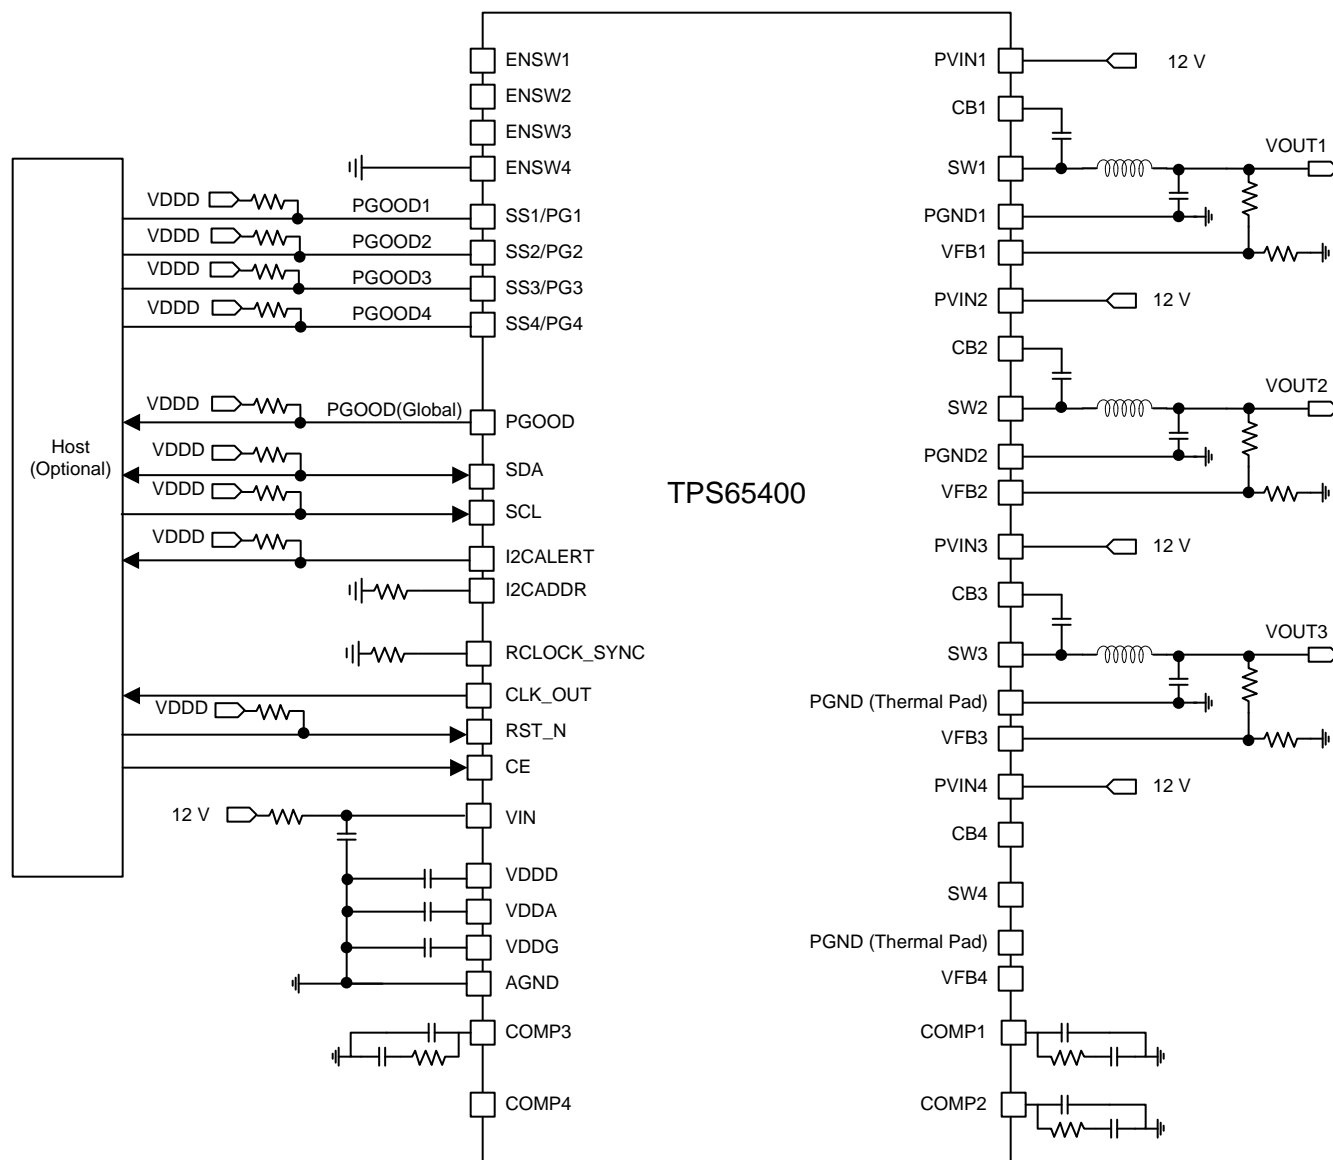 ENSW1
ENSW2
ENSW3
ENSW4
VDDD
PGOOD1
SS1/PG1
VDDD
PGOOD2
SS2/PG2
VDDD
PGOOD3
SS3/PG3
VDDD
PGOOD4
SS4/PG4
VDDD
PGOOD(Global)
PGOOD
Host
(Optional)
VDDD
SDA
VDDD
SCL
VDDD
I2CALERT
I2CADDR
RCLOCK_SYNC
CLK_OUT
VDDD
RST_N
CE
12 V
VIN
VDDD
VDDA
VDDG
AGND
COMP3
COMP4
TPS65400
PVIN1
12 V
CB1
SW1
VOUT1
PGND1
VFB1
PVIN2
12 V
CB2
SW2
VOUT2
PGND2
VFB2
PVIN3
12 V
CB3
SW3
VOUT3
PGND (Thermal Pad)
VFB3
PVIN4
12 V
CB4
SW4
PGND (Thermal Pad)
VFB4
COMP1
COMP2